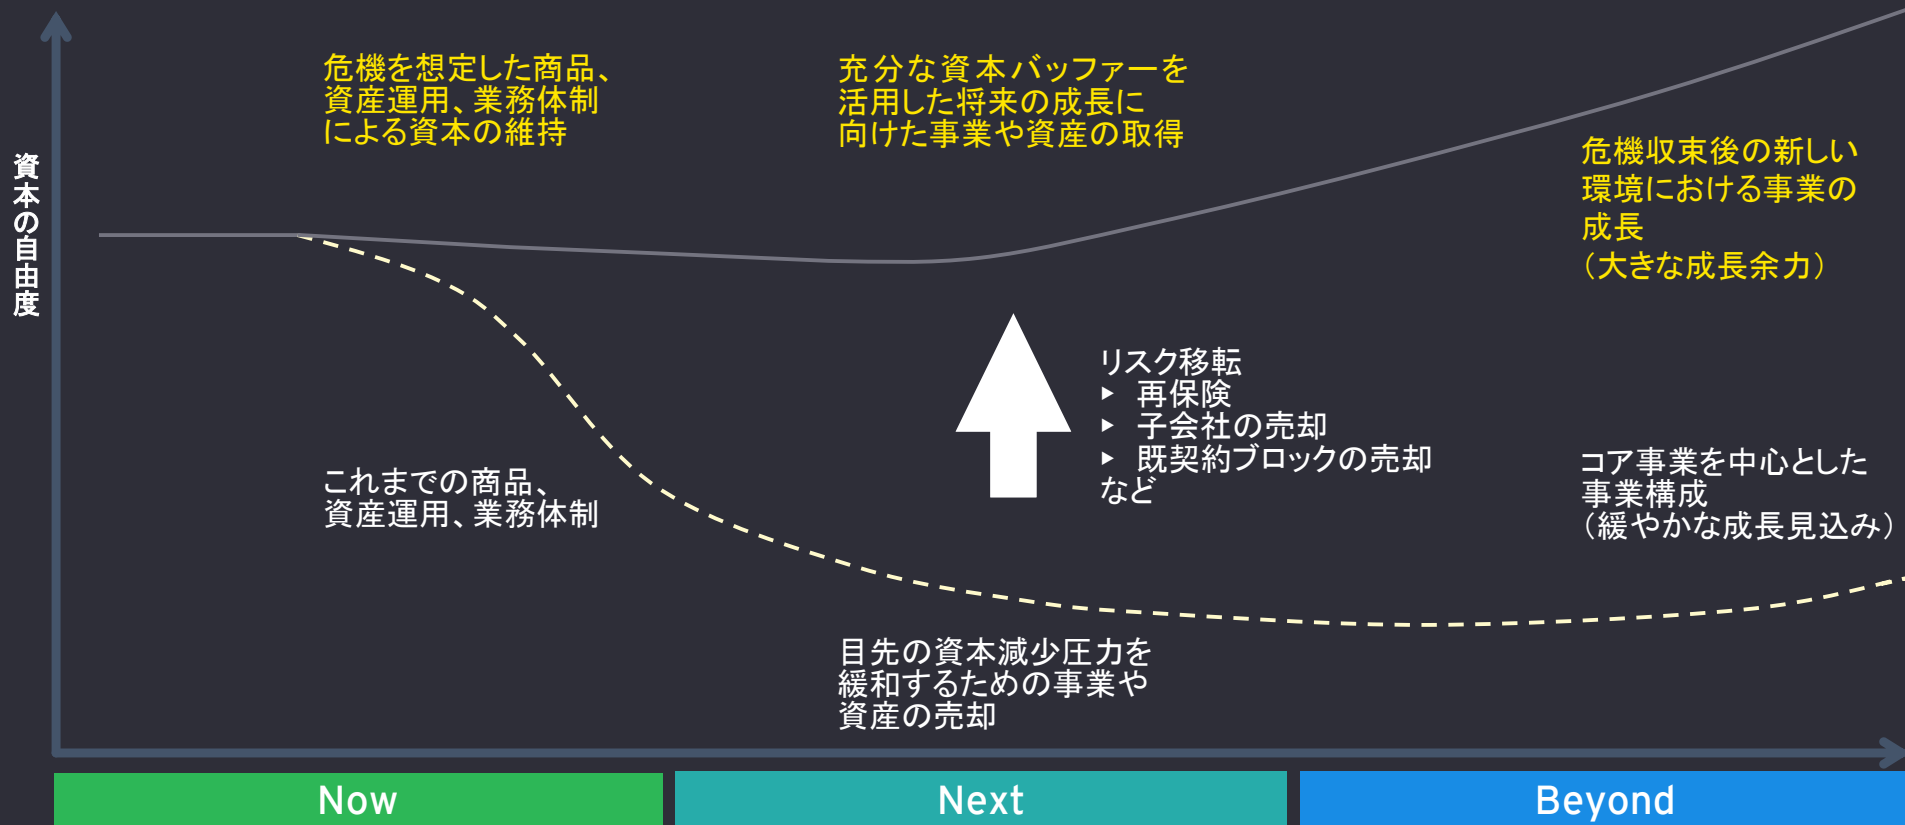 資本の自由度
危機を想定した商品、
資産運用、業務体制
による資本の維持
充分な資本バッファーを
活用した将来の成長に
向けた事業や資産の取得
危機収束後の新しい
環境における事業の
成長
（大きな成長余力）
リスク移転
▶ 再保険
▶ 子会社の売却
▶ 既契約ブロックの売却
など
これまでの商品、
資産運用、業務体制
コア事業を中心とした
事業構成
（緩やかな成長見込み）
目先の資本減少圧力を
緩和するための事業や
資産の売却
Now
Next
Beyond